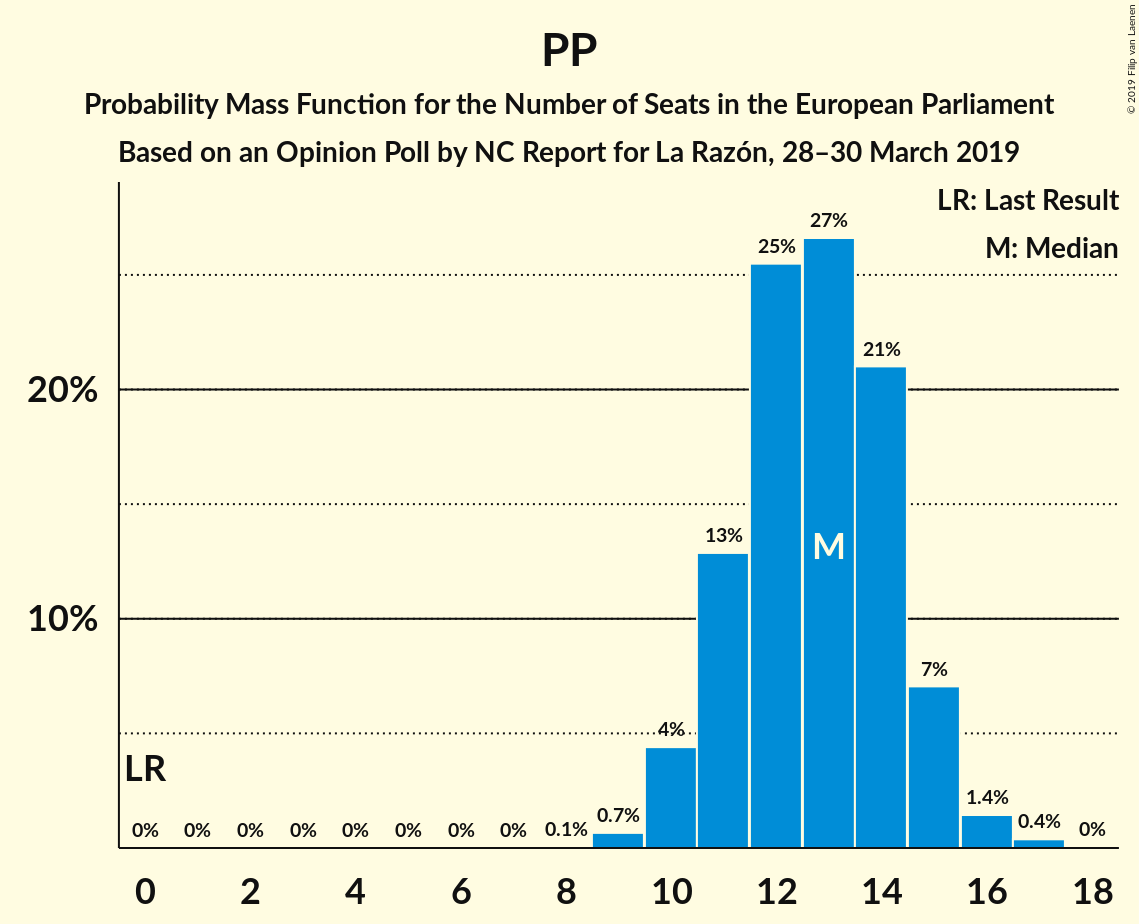 PP
Probability Mass Function for the Number of Seats in the European Parliament
Based on an Opinion Poll by NC Report for La Razón, 28–30 March 2019
© 2019 Filip van Laenen
LR: Last Result
M: Median
27%
25%
21%
20%
13%
M
10%
7%
4%
LR
1.4%
0% 0% 0% 0% 0% 0% 0% 0% 0.1% 0.7% 0.4% 0%
0 2 4 6 8 10 12 14 16 18